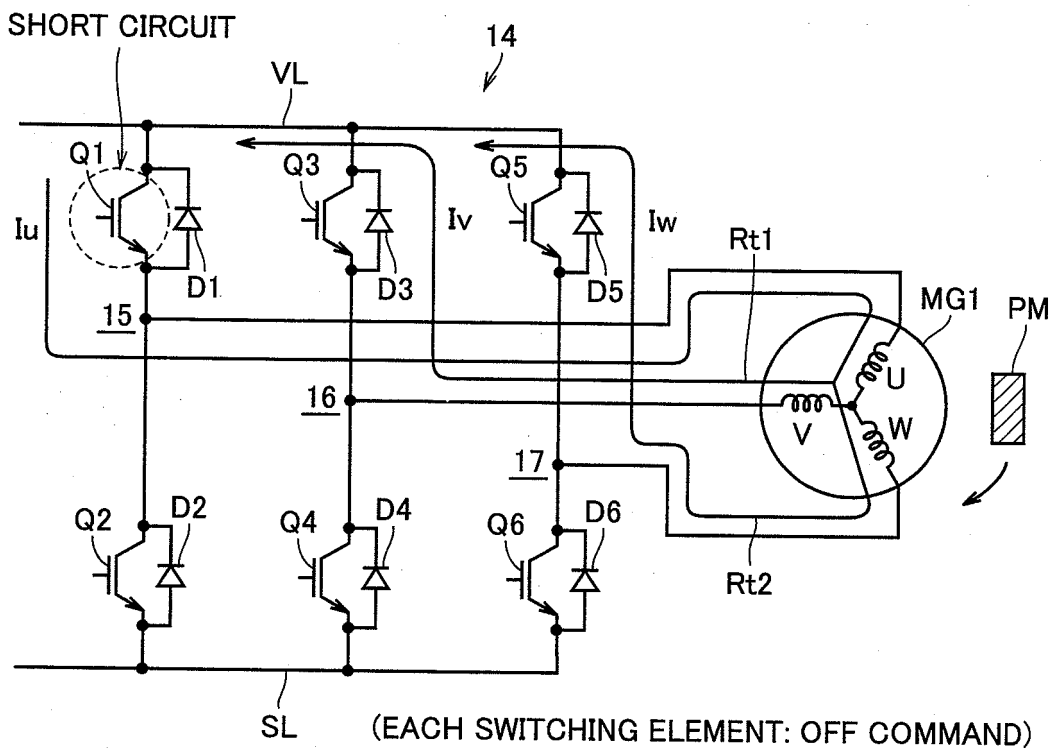 SHORT CIRCUIT
14
VL
Q1
Q3
Q5
Iu
Iv
Iw
D1
D3
D5
Rt1
MG1
PM
15
16
17
U
V
W
Q2
D2
Q4
D4
Q6
D6
Rt2
SL
(EACH SWITCHING ELEMENT: OFF COMMAND)